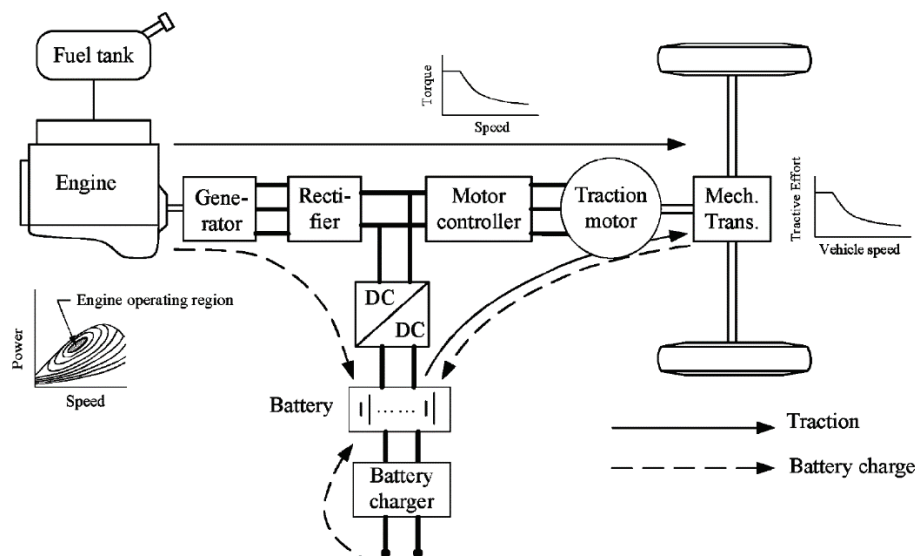 Fuel tank
Torque
Speed
Engine
Gene-
rator
Recti-
fier
Motor
controller
Traction
motor
Mech.
Trans.
Tractive Effort
Vehicle speed
Engine operating region
Power
Speed
DC
DC
Battery
Battery
charger
Traction
Battery charge